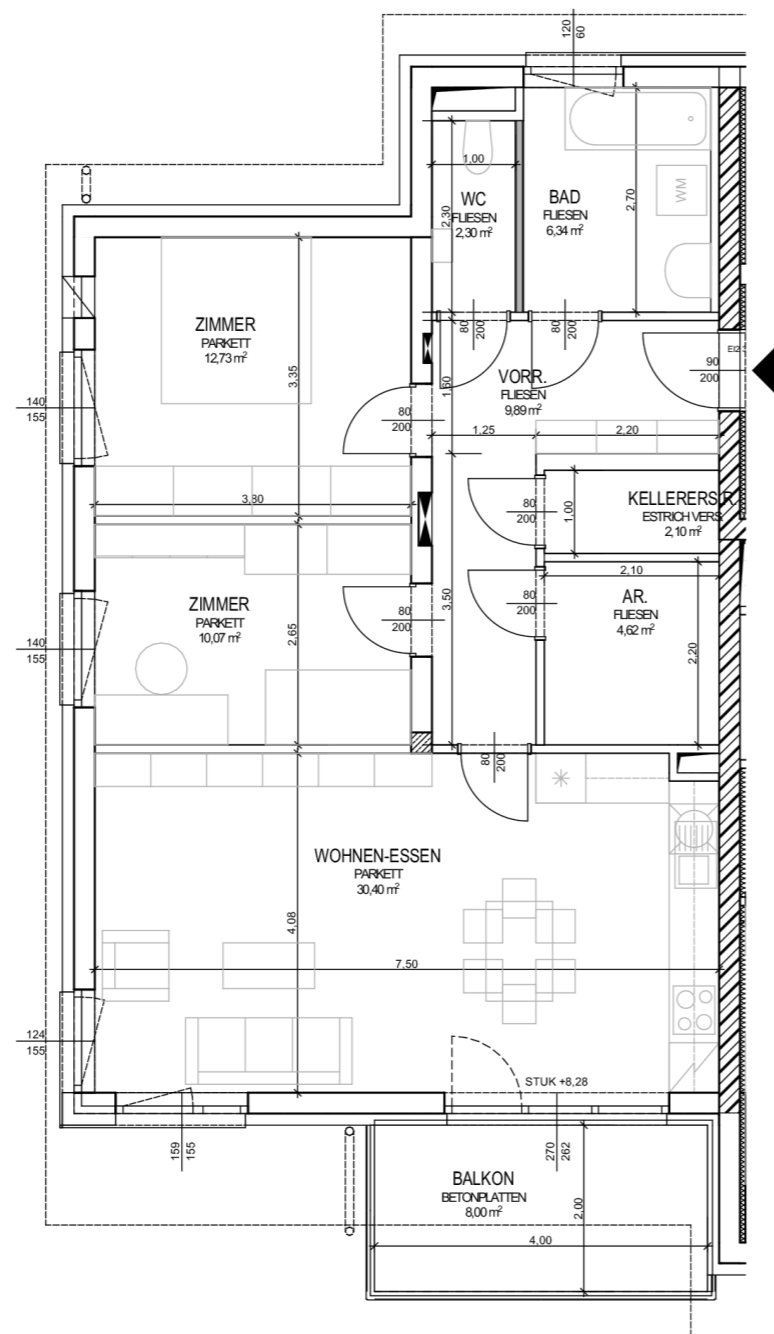 120
60
1,00
WC
FLIESEN
2,30 m²
2,30
BAD
FLIESEN
6,34 m²
2,70
WM
ZIMMER
PARKETT
12,73 m²
3,35
80
200
80
200
EI2
90
200
VORR.
FLIESEN
9,89 m²
1,60
140
155
80
200
1,25
2,20
3,80
KELLERERS.R.
ESTRICH VERS.
2,10 m²
1,00
80
200
ZIMMER
PARKETT
10,07 m²
2,65
2,10
AR.
FLIESEN
4,62 m²
2,20
80
200
80
200
3,50
140
155
80
200
WOHNEN-ESSEN
PARKETT
30,40 m²
4,08
7,50
124
155
STUK +8,28
159
155
270
262
BALKON
BETONPLATTEN
8,00 m²
2,00
4,00